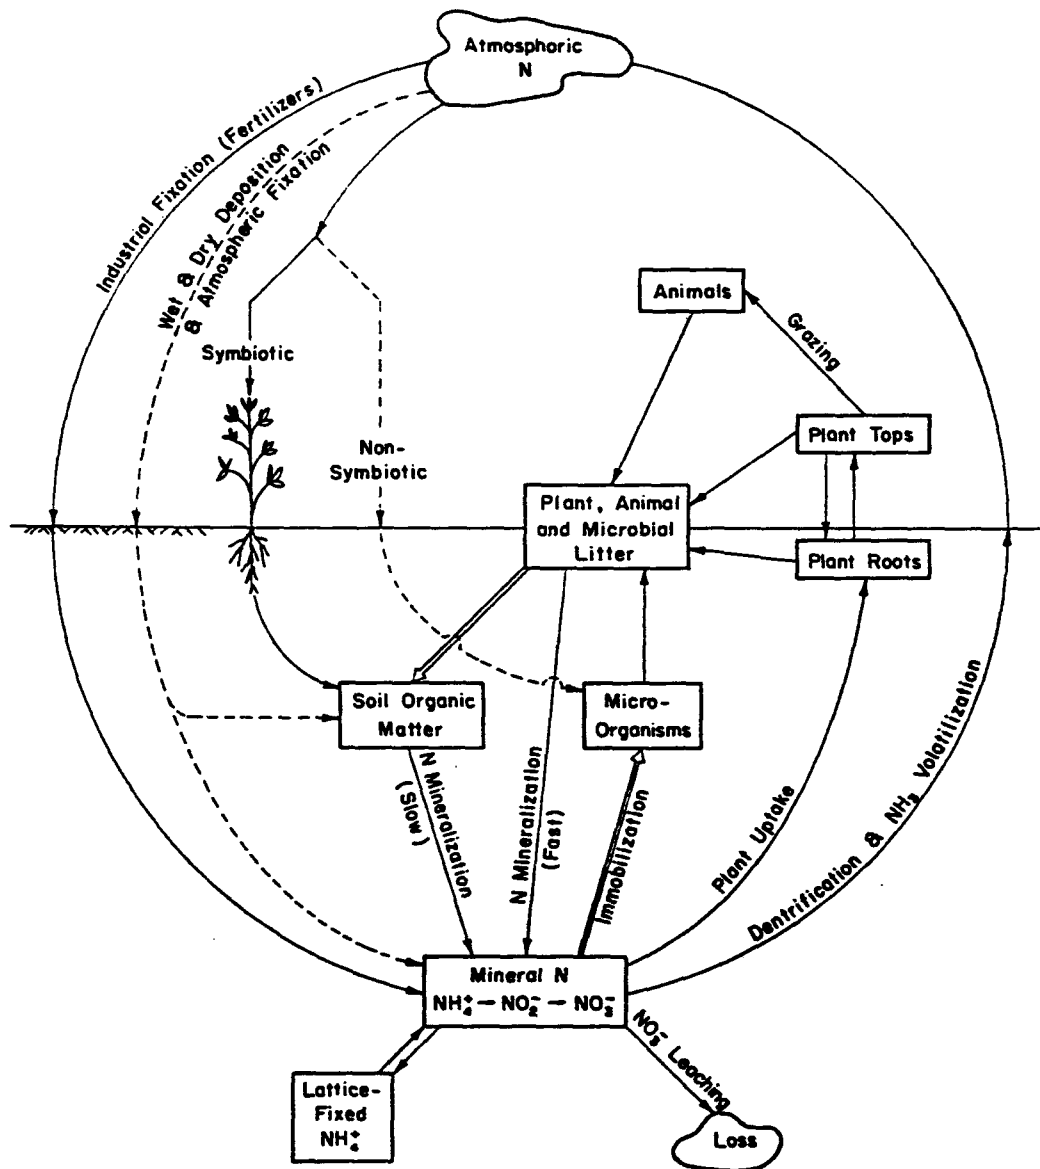 Atmosphoric
N
Industrial Fixation (Fertilizers)
Wet & Dry Deposition
& Atmospheric Fixation
Animals
Grazing
Symbiotic
Plant Tops
Non-
Symbiotic
Plant, Animal
and Microbial
Litter
Plant Roots
Soil Organic
Matter
Micro-
Organisms
N Mineralization
(Slow)
N Mineralization
(Fast)
Immobilization
Plant Uptake
Dentrification & NH₃ Volatilization
Mineral N
NH₄⁺ – NO₂⁻ – NO₃⁻
NO₃⁻ Leaching
Lattice-
Fixed
NH₄⁺
Loss